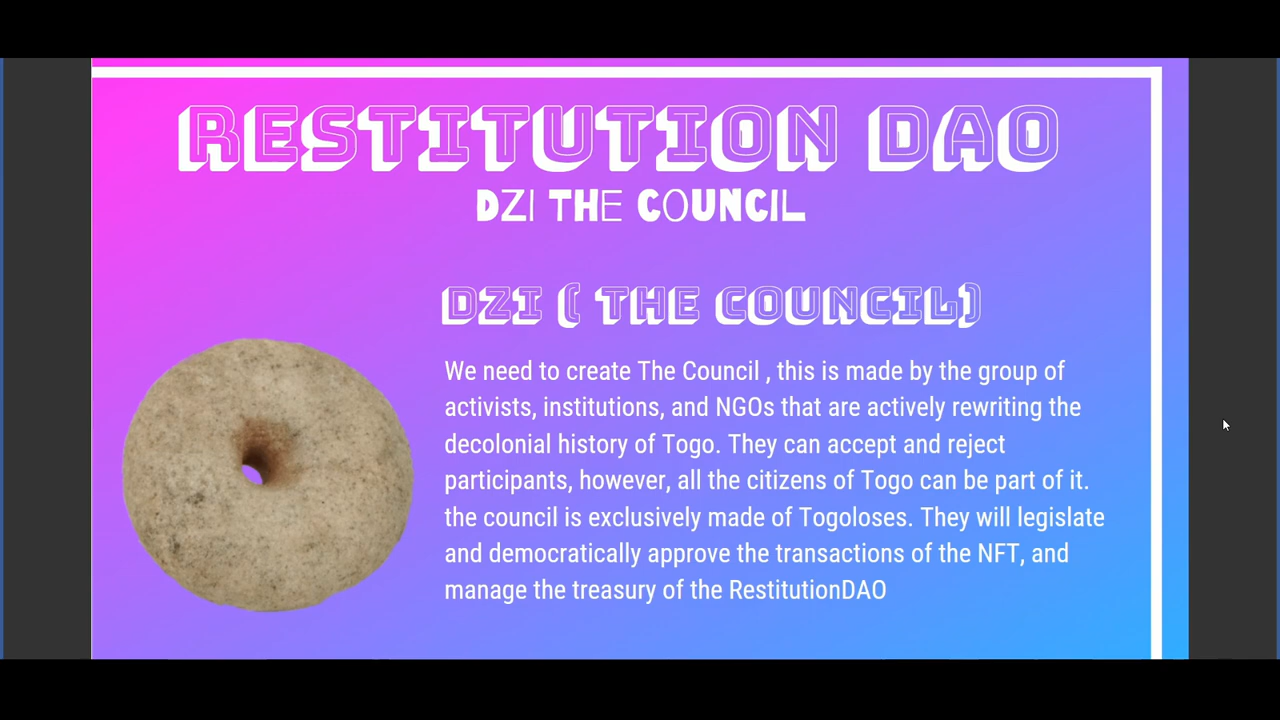 RESTITUTION DAO
DZI THE COUNCIL
DZI ( THE COUNCIL)
We need to create The Council , this is made by the group of
activists, institutions, and NGOs that are actively rewriting the
decolonial history of Togo. They can accept and reject
participants, however, all the citizens of Togo can be part of it.
the council is exclusively made of Togoloses. They will legislate
and democratically approve the transactions of the NFT, and
manage the treasury of the RestitutionDAO